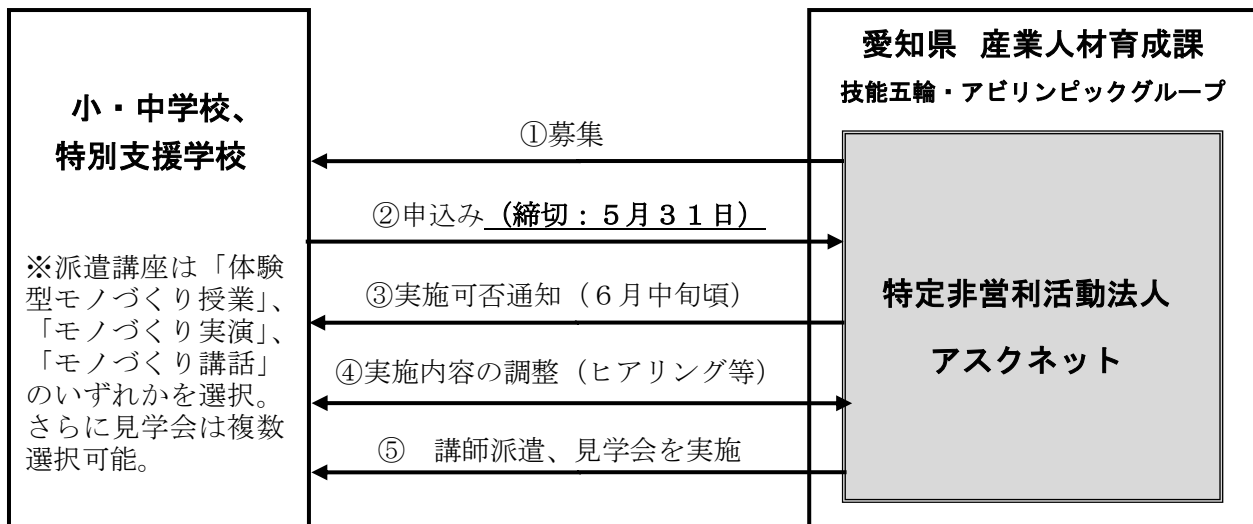 小・中学校、
特別支援学校
※派遣講座は「体験
型モノづくり授業」、
「モノづくり実演」、
「モノづくり講話」
のいずれかを選択。
さらに見学会は複数
選択可能。
①募集
②申込み（締切：５月３１日）
③実施可否通知（６月中旬頃）
④実施内容の調整（ヒアリング等）
⑤　講師派遣、見学会を実施
愛知県　産業人材育成課
技能五輪・アビリンピックグループ
特定非営利活動法人
アスクネット